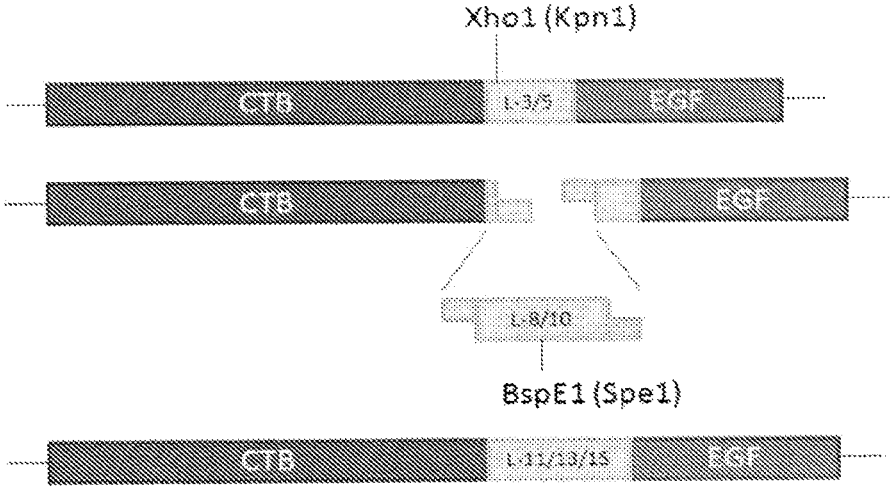 Xho1 (Kpn1)
CTB L-3/5 EGF
CTB EGF
L-8/10
BspE1 (Spe1)
CTB L-11/13/15 EGF